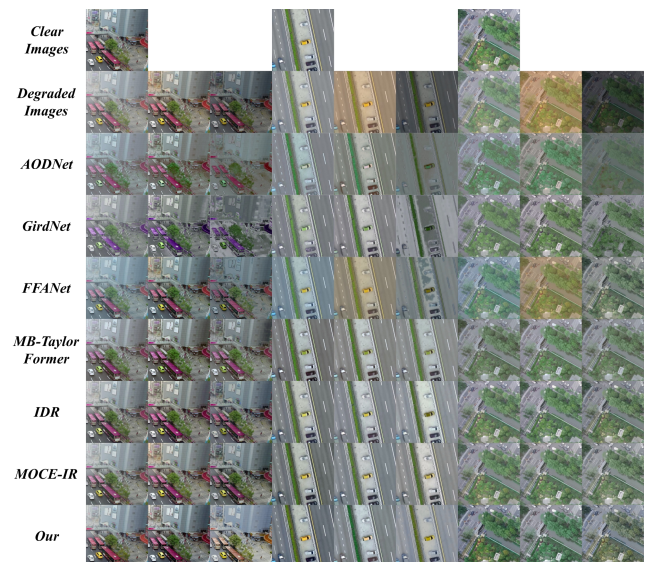 Clear
Images
Degraded
Images
AODNet
GirdNet
FFANet
MB-Taylor
Former
IDR
MOCE-IR
Our